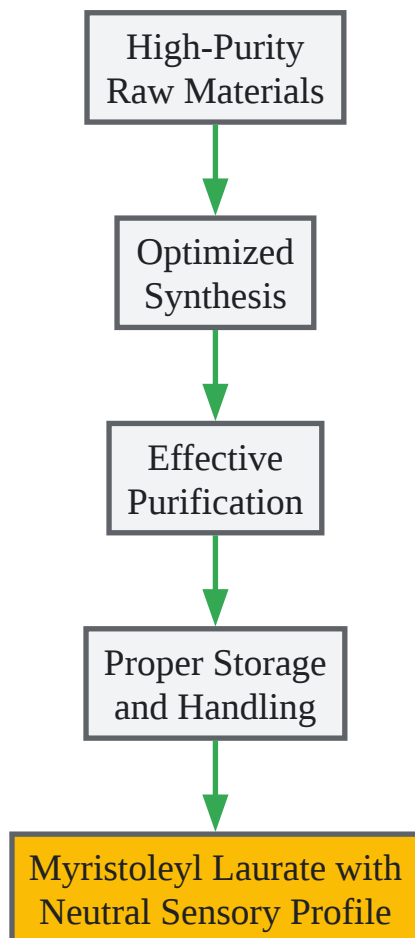 High-Purity
Raw Materials
Optimized
Synthesis
Effective
Purification
Proper Storage
and Handling
Myristoleyl Laurate with
Neutral Sensory Profile